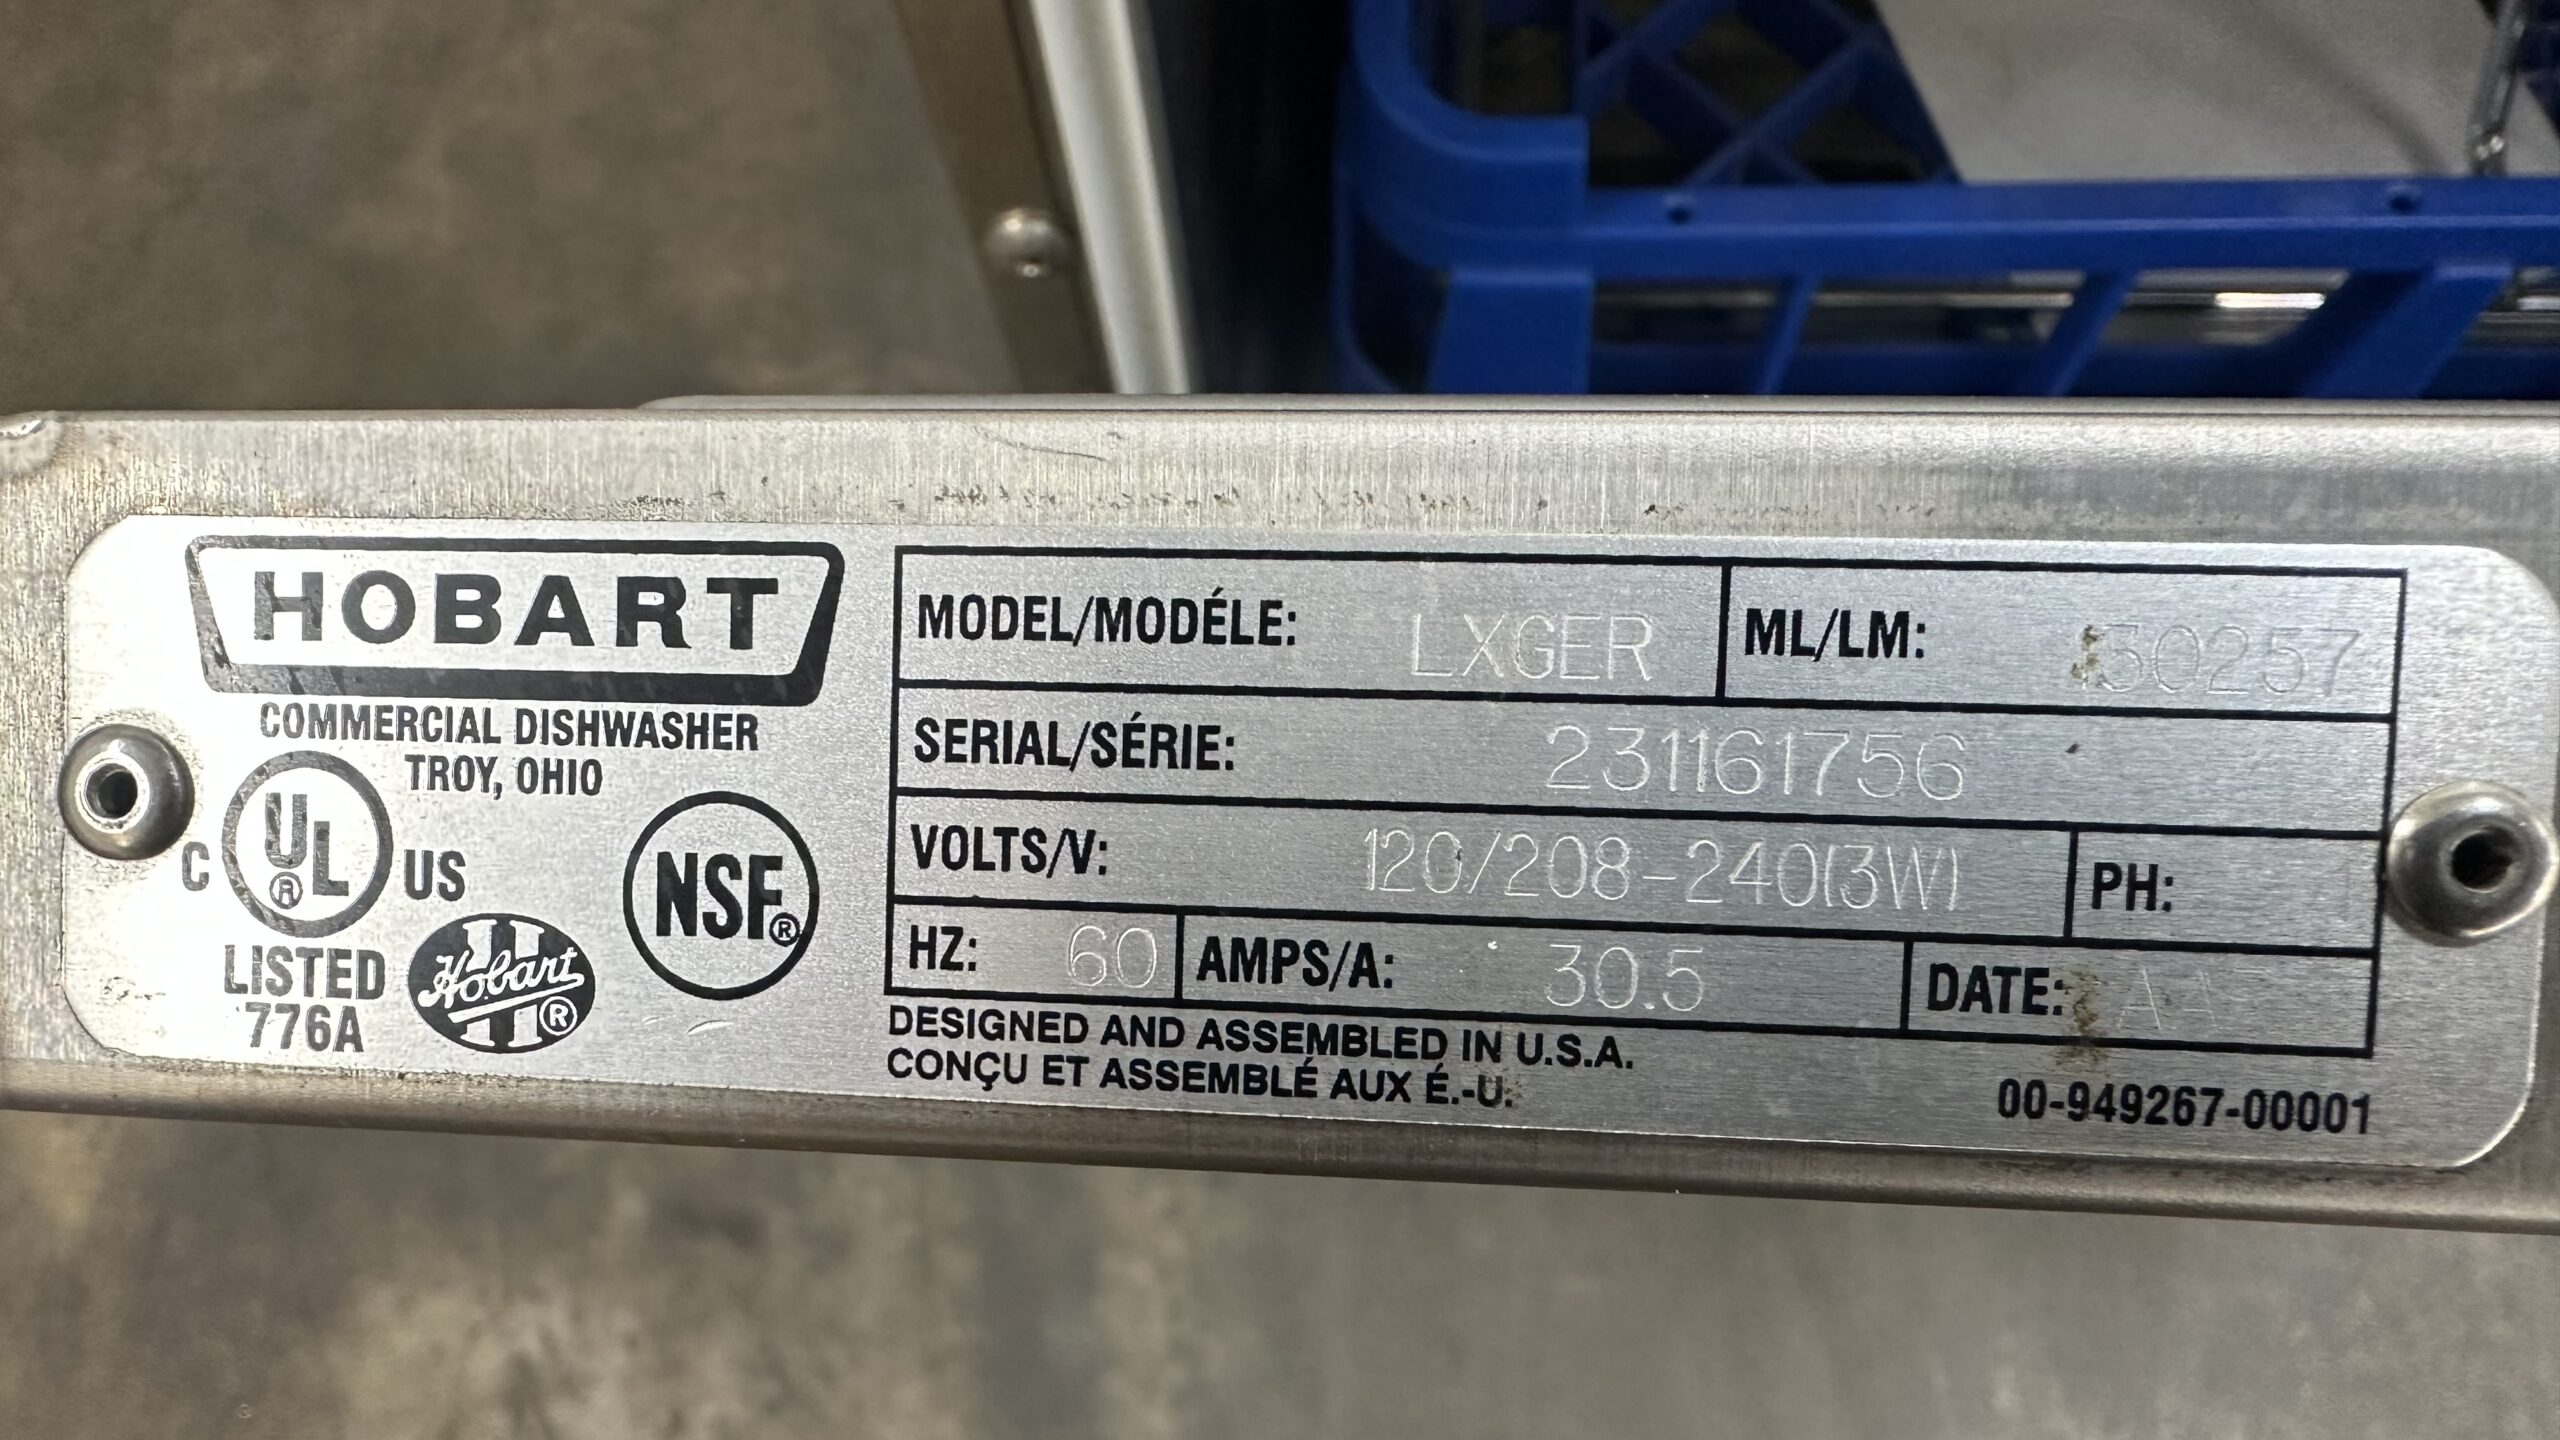 HOBART
COMMERCIAL DISHWASHER
TROY, OHIO
C UL® US
LISTED
776A
Hobart ®
NSF®
MODEL/MODÉLE: LXGER
ML/LM:
SERIAL/SÉRIE: 231161756
VOLTS/V: 120/208-240(3W)
PH:
HZ: 60
AMPS/A: 30.5
DATE:
DESIGNED AND ASSEMBLED IN U.S.A.
CONÇU ET ASSEMBLÉ AUX É.-U.
00-949267-00001